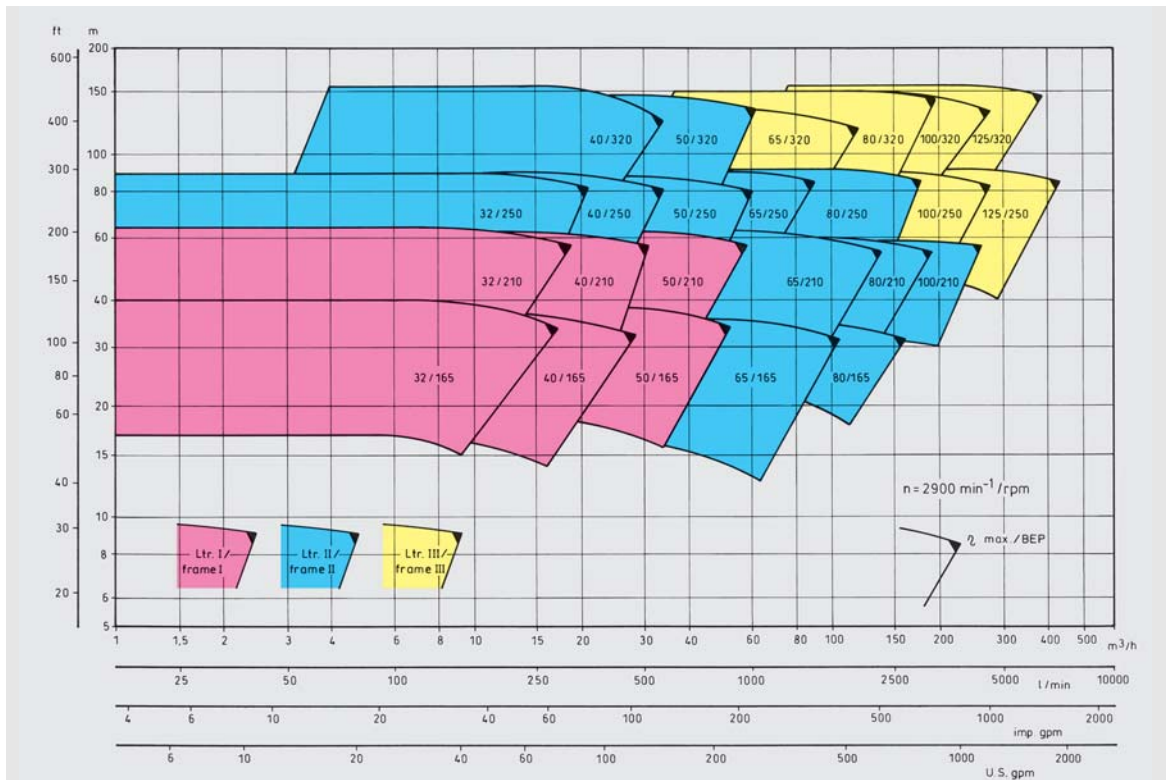 ft m
200
600
150
400
40/320 50/320 65/320 80/320 100/320 125/320
100
300
80
32/250 40/250 50/250 65/250 80/250 100/250 125/250
200 60
32/210 40/210 50/210 65/210 80/210 100/210
150
40
100 30
80 32/165 40/165 50/165 65/165 80/165
60 20
15
40
n=2900 min⁻¹/rpm
30 10
Ltr. I/ Ltr. II/ Ltr. III/ η max./BEP
frame I frame II frame III
8
20 6
5
1 1,5 2 3 4 6 8 10 15 20 30 40 60 80 100 150 200 300 400 500 m³/h
25 50 100 250 500 1000 2500 5000 10000
l/min
4 6 10 20 40 60 100 200 500 1000 2000
imp. gpm
6 10 20 40 60 100 200 500 1000 2000
U.S. gpm